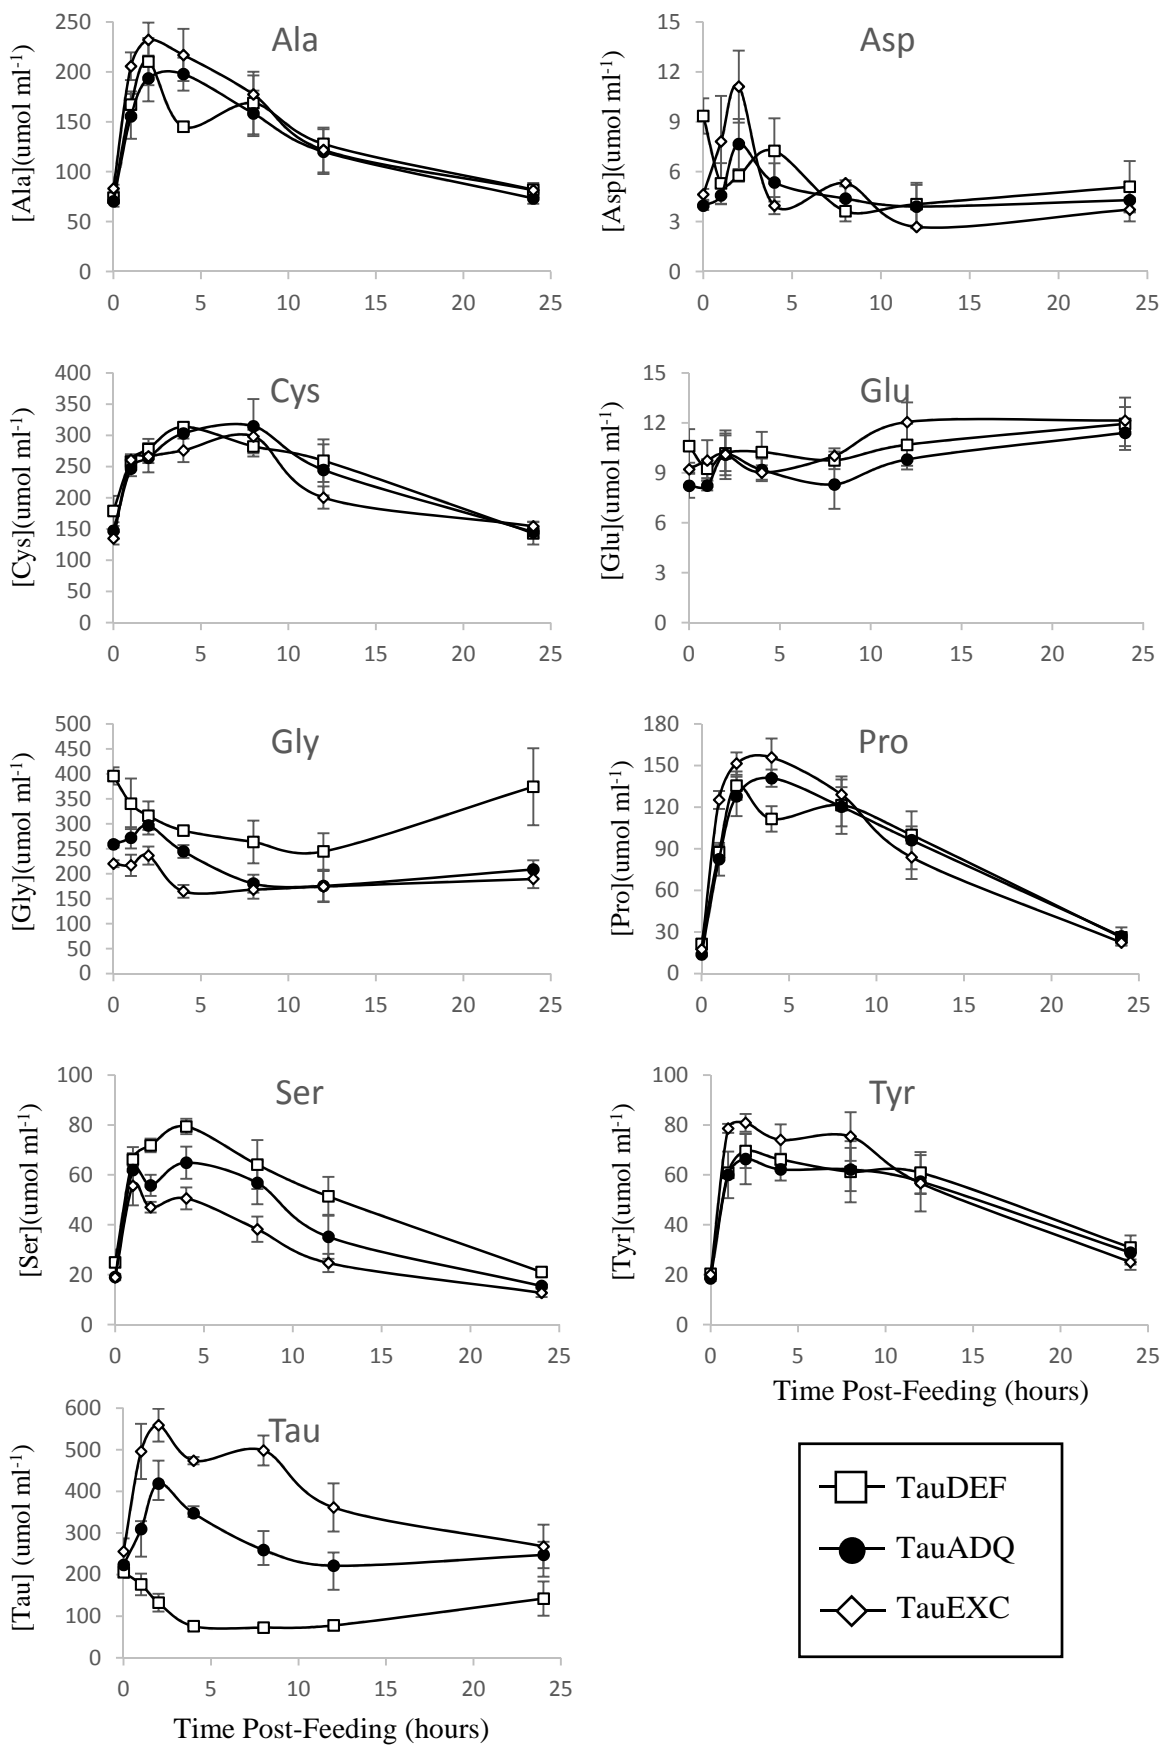 Ala
[Ala](umol ml⁻¹)
250
200
150
100
50
0
0 5 10 15 20 25
Asp
[Asp](umol ml⁻¹)
15
12
9
6
3
0
0 5 10 15 20 25
Cys
[Cys](umol ml⁻¹)
400
350
300
250
200
150
100
50
0
0 5 10 15 20 25
Glu
[Glu](umol ml⁻¹)
15
12
9
6
3
0
0 5 10 15 20 25
Gly
[Gly](umol ml⁻¹)
500
450
400
350
300
250
200
150
100
50
0
0 5 10 15 20 25
Pro
[Pro](umol ml⁻¹)
180
150
120
90
60
30
0
0 5 10 15 20 25
Ser
[Ser](umol ml⁻¹)
100
80
60
40
20
0
0 5 10 15 20 25
Tyr
[Tyr](umol ml⁻¹)
100
80
60
40
20
0
0 5 10 15 20 25
Time Post-Feeding (hours)
Tau
[Tau] (umol ml⁻¹)
600
500
400
300
200
100
0
0 5 10 15 20 25
Time Post-Feeding (hours)
TauDEF
TauADQ
TauEXC